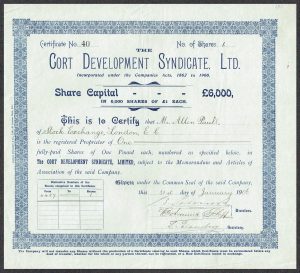 Certificate No. 40 No. of Shares 1
THE
CORT DEVELOPMENT SYNDICATE, LTD.
Incorporated under the Companies Acts, 1862 to 1900.
Share Capital £6,000,
IN 6,000 SHARES OF £1 EACH.
This is to Certify that Mr.
of Stock Exchange, London E.C.
is the registered Proprietor of One
fully-paid Shares of One Pound each, numbered as specified below, in
THE CORT DEVELOPMENT SYNDICATE, LIMITED, subject to the Memorandum and Articles of
Association of the said Company.
Given under the Common Seal of the said Company,
this 31st day of January
Directors.
Secretary.